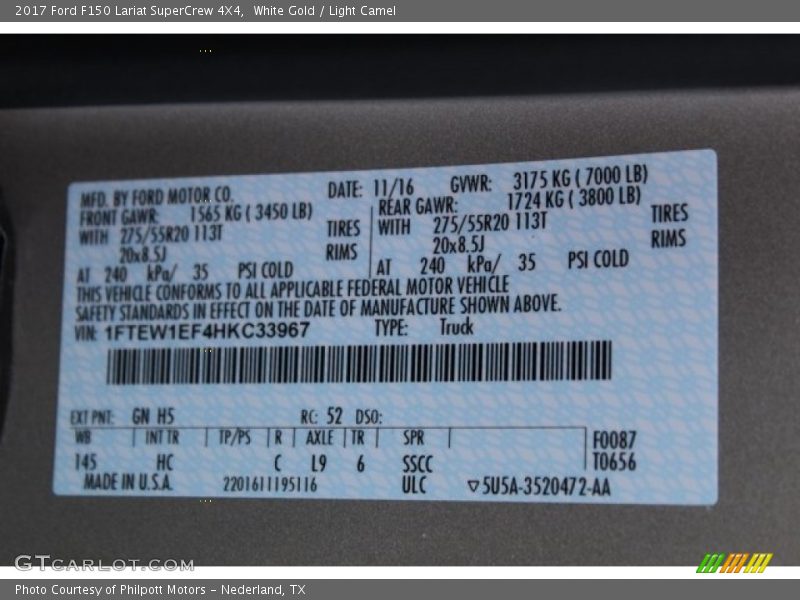 2017 Ford F150 Lariat SuperCrew 4X4,  White Gold / Light Camel
MFD. BY FORD MOTOR CO. DATE: 11/16 GVWR: 3175 KG ( 7000 LB)
FRONT GAWR: 1565 KG ( 3450 LB) REAR GAWR: 1724 KG ( 3800 LB)
WITH 275/55R20 113T TIRES WITH 275/55R20 113T TIRES
20x8.5J RIMS 20x8.5J RIMS
AT 240 kPa/ 35 PSI COLD AT 240 kPa/ 35 PSI COLD
THIS VEHICLE CONFORMS TO ALL APPLICABLE FEDERAL MOTOR VEHICLE
SAFETY STANDARDS IN EFFECT ON THE DATE OF MANUFACTURE SHOWN ABOVE.
VIN: 1FTEW1EF4HKC33967 TYPE: Truck
EXT PNT: GN H5 RC: 52 DSO:
WB INT TR TP/PS R AXLE TR SPR F0087
145 HC C L9 6 SSCC T0656
MADE IN U.S.A. 2201611195116 ULC ▽5U5A-3520472-AA
GTCARLOT.COM
Photo Courtesy of Philpott Motors - Nederland, TX